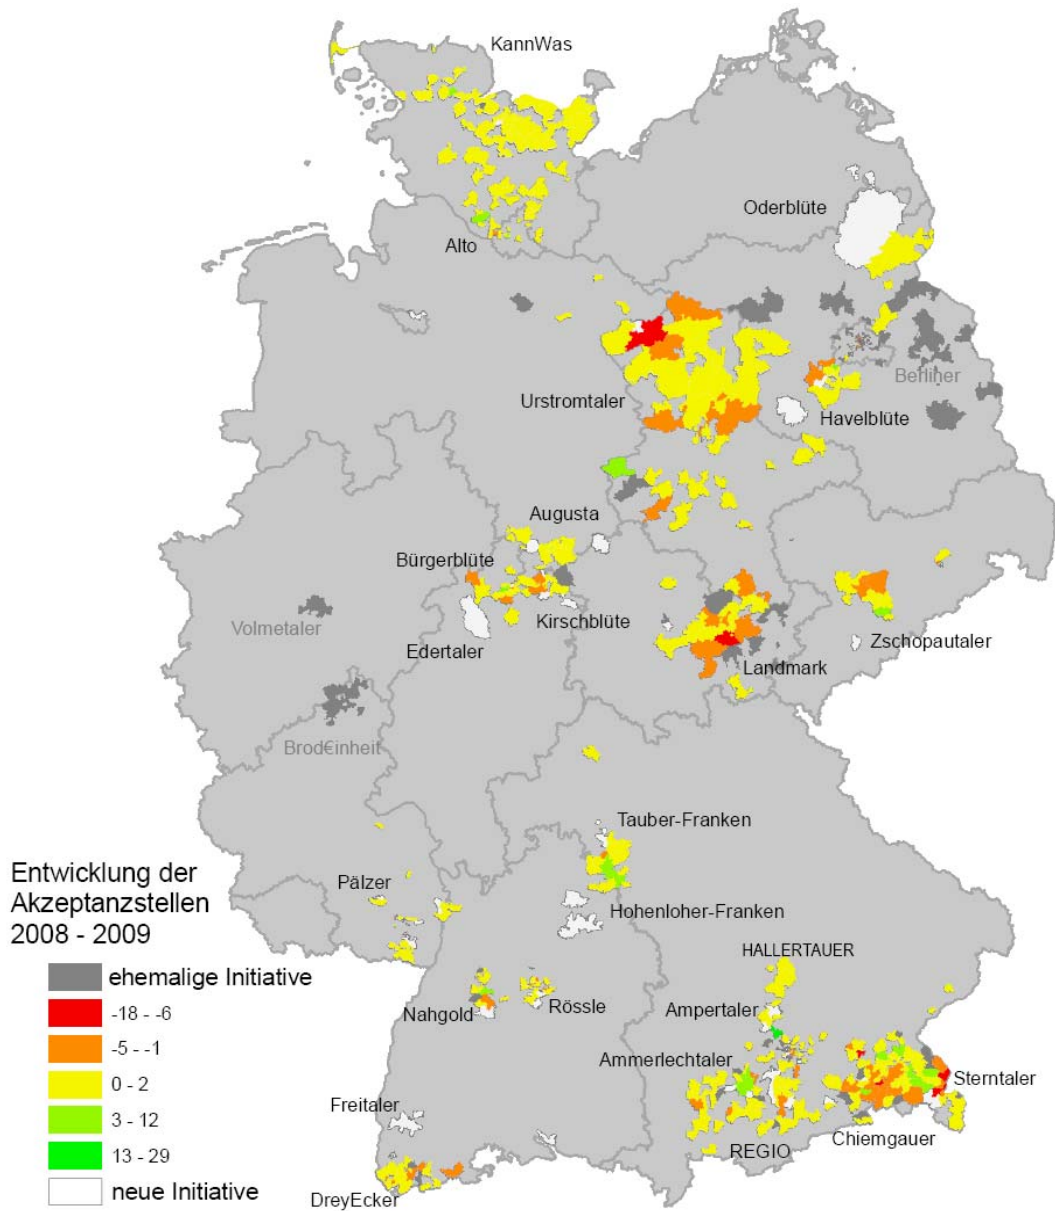 KannWas
Oderblüte
Alto
Berliner
Urstromtaler
Havelblüte
Augusta
Bürgerblüte
Volmetaler
Kirschblüte
Edertaler
Zschopautaler
Landmark
Brod€inheit
Tauber-Franken
Entwicklung der
Akzeptanzstellen
2008 - 2009
Pälzer
Hohenloher-Franken
HALLERTAUER
ehemalige Initiative
-18 - -6
Nahgold
Rössle
Ampertaler
-5 - -1
Ammerlechtaler
0 - 2
Sterntaler
Freitaler
3 - 12
Chiemgauer
REGIO
13 - 29
neue Initiative
DreyEcker